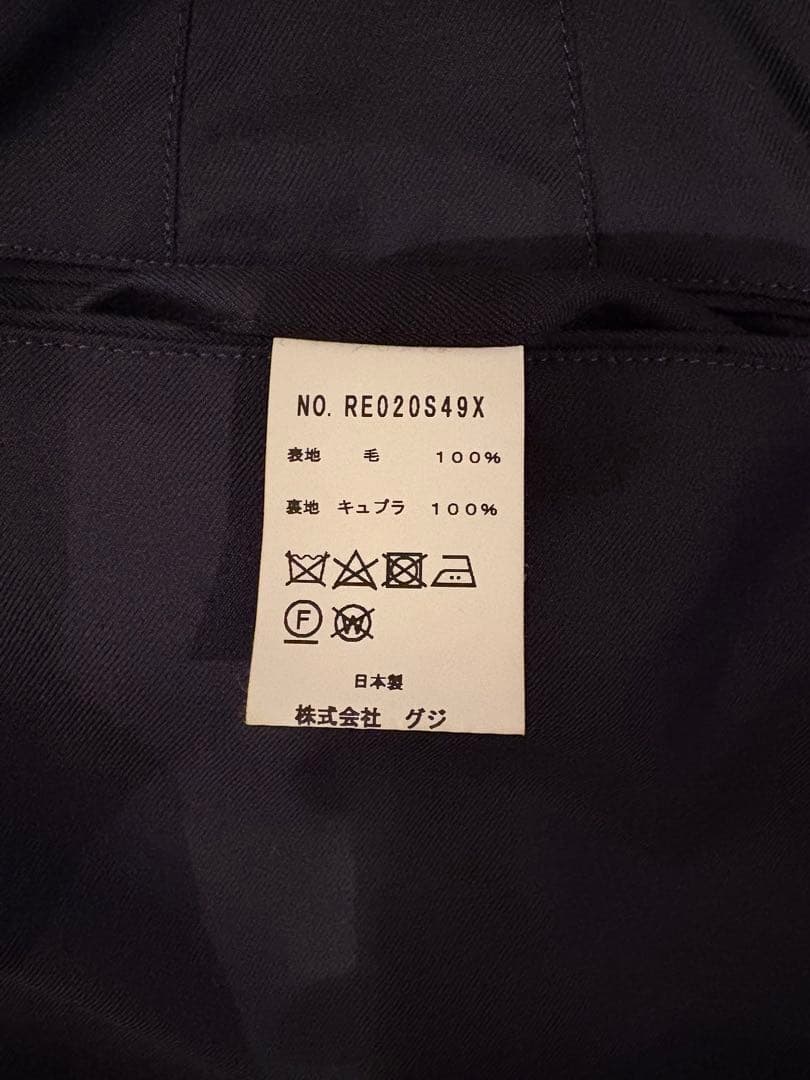 NO. RE020S49X
表地 毛 100%
裏地 キュプラ 100%
F W
日本製
株式会社 グジ